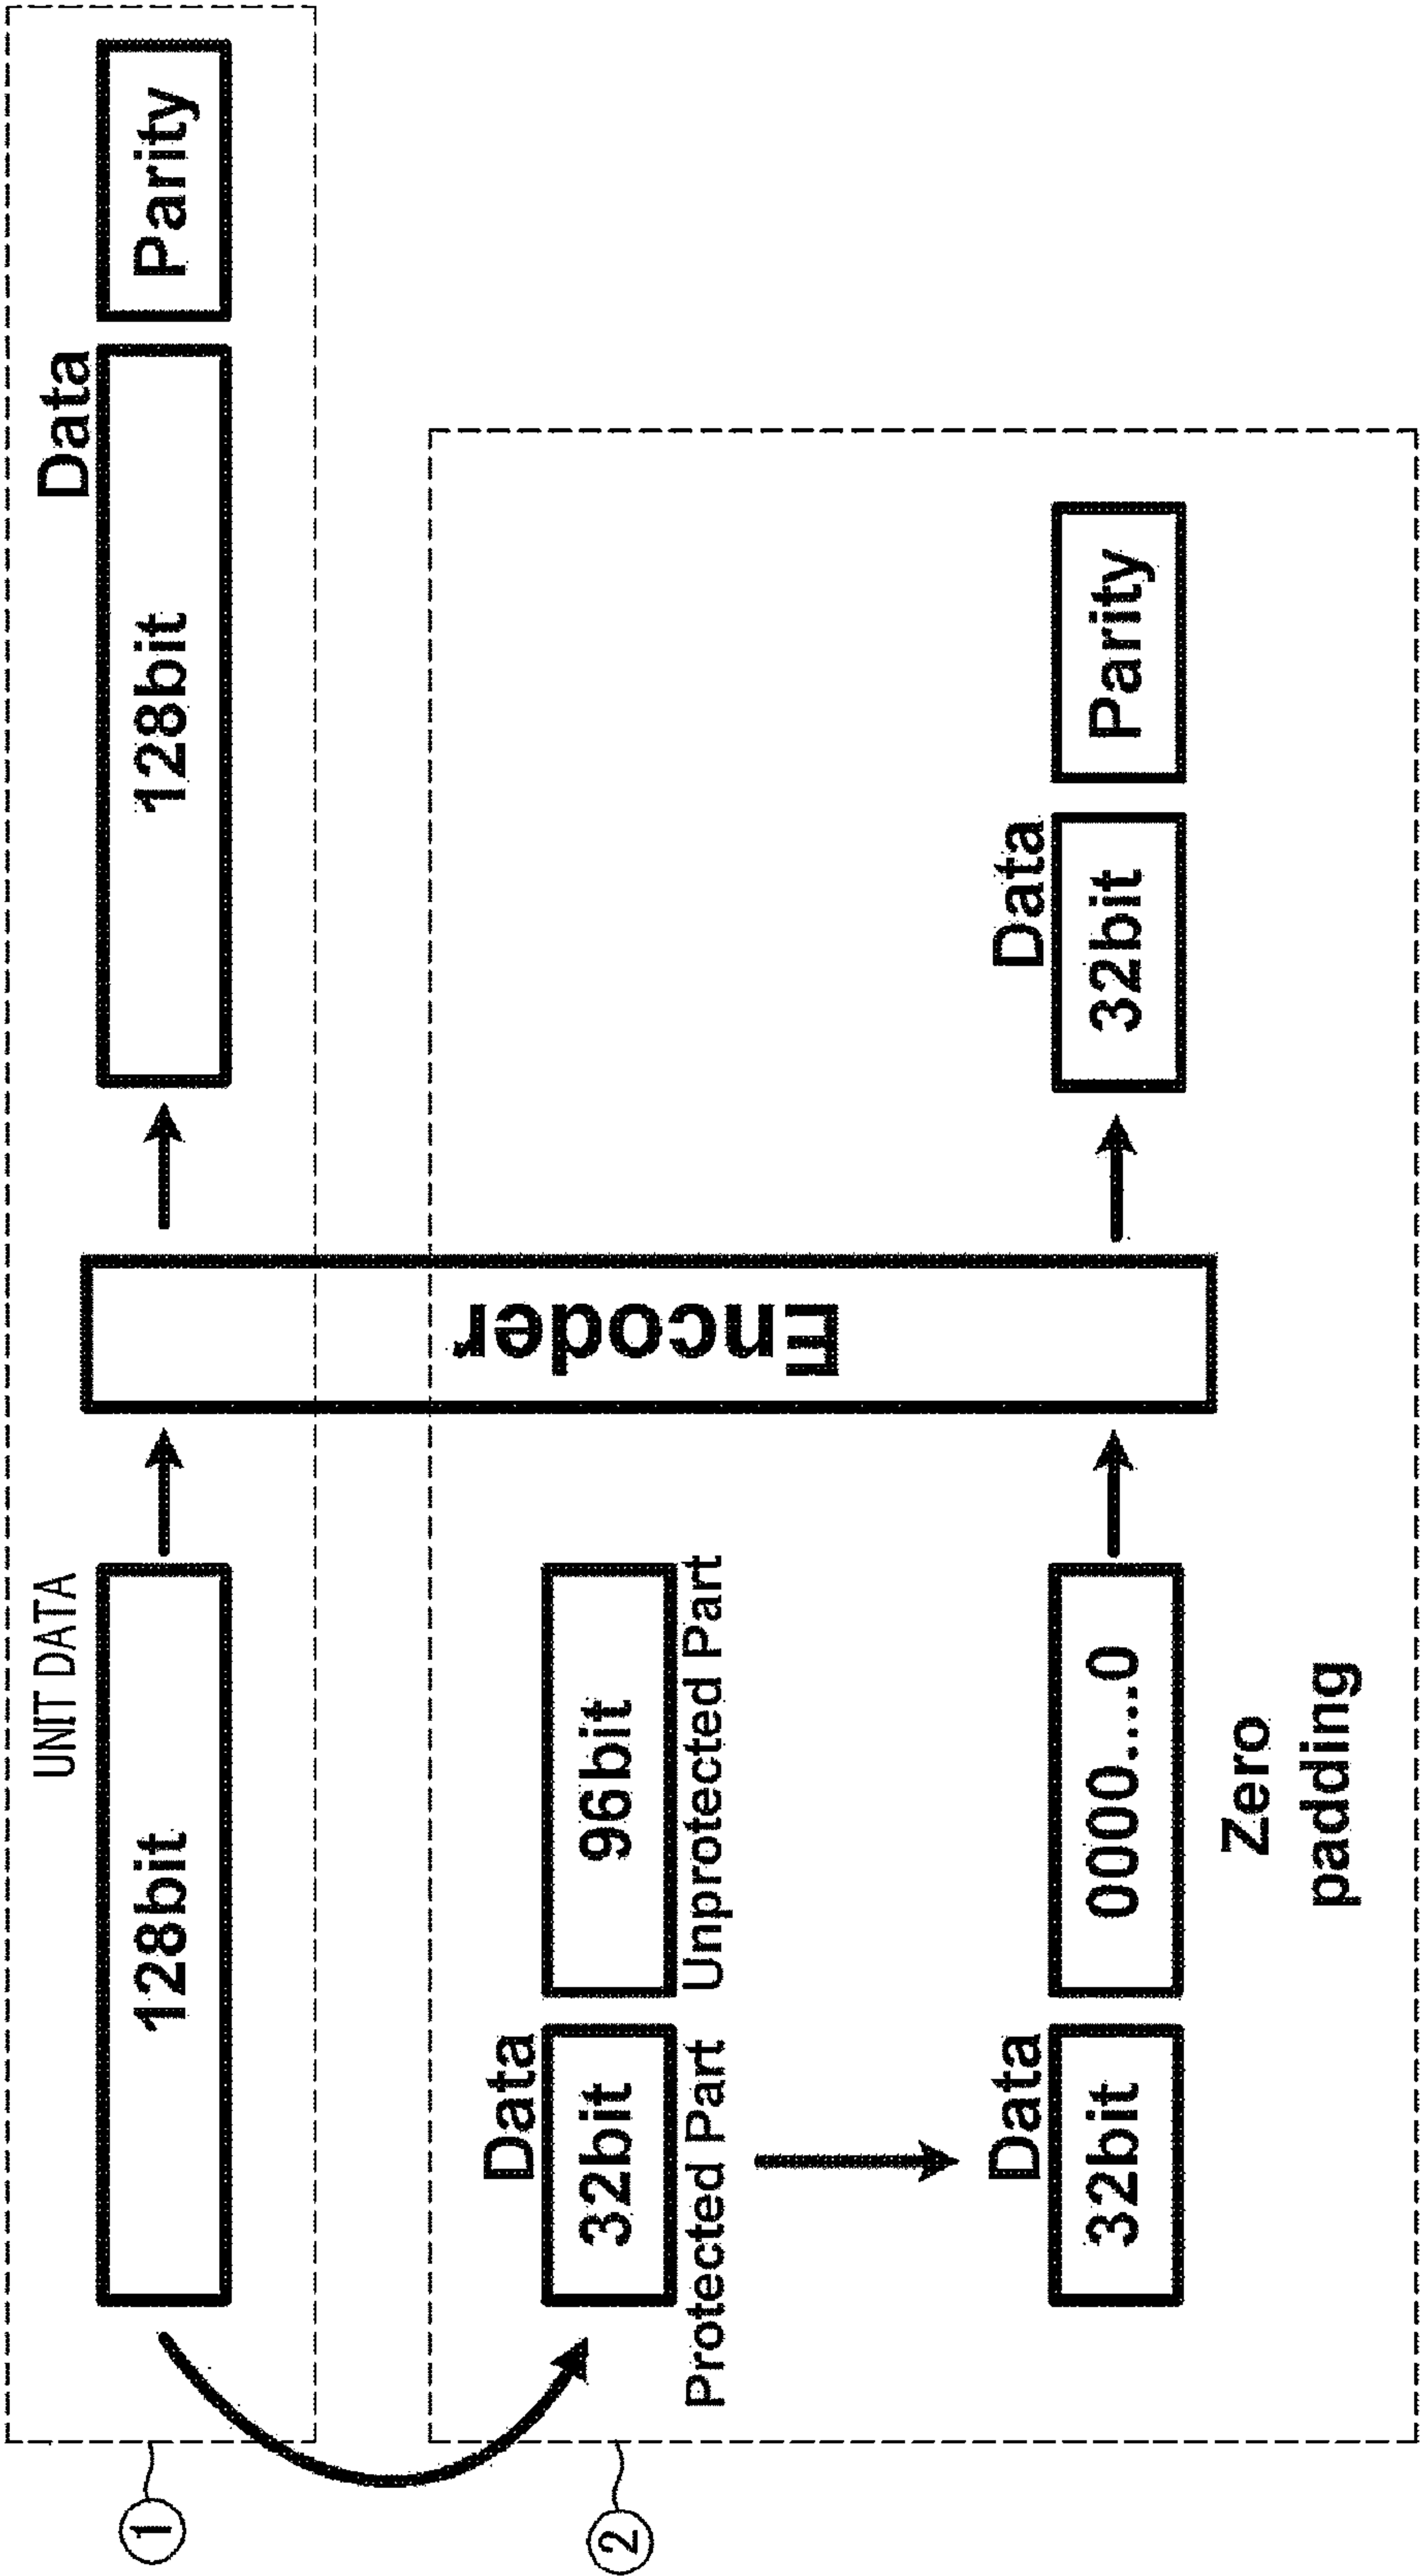 ①
UNIT DATA
128bit
Encoder
Data
128bit
Parity
②
Data
32bit
96bit
Protected Part
Unprotected Part
Data
32bit
0000....0
Zero
padding
Data
32bit
Parity